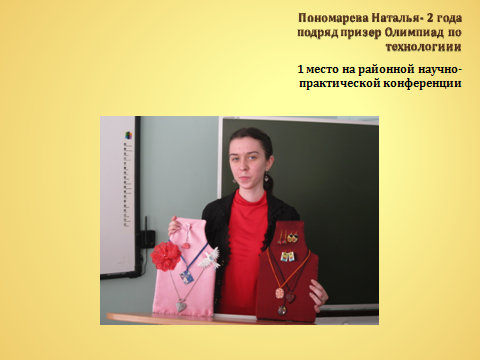 Пономарева Наталья- 2 года
подряд призер Олимпиад по
технологиии
1 место на районной научно-
практической конференции